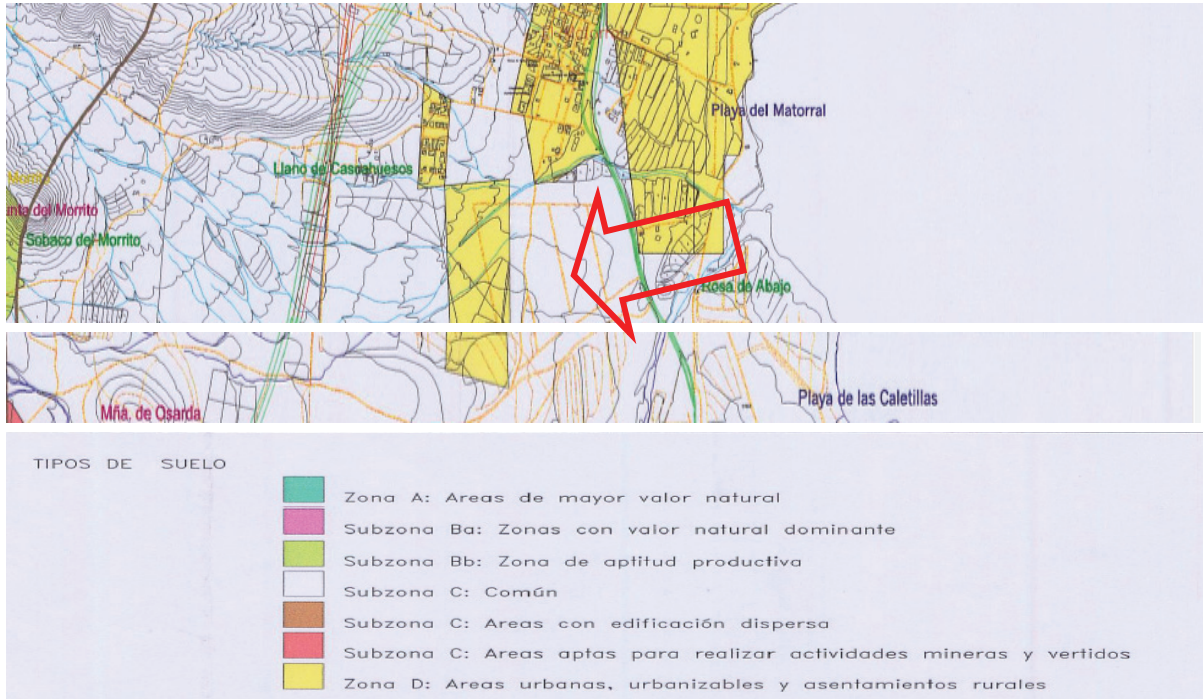 Playa del Matorral
Llano de Cascahuesos
unta del Morrito
Sobaco del Morrito
Rosa de Abajo
Mña. de Osarda
Playa de las Caletillas
TIPOS DE SUELO
Zona A: Areas de mayor valor natural
Subzona Ba: Zonas con valor natural dominante
Subzona Bb: Zona de aptitud productiva
Subzona C: Común
Subzona C: Areas con edificación dispersa
Subzona C: Areas aptas para realizar actividades mineras y vertidos
Zona D: Areas urbanas, urbanizables y asentamientos rurales